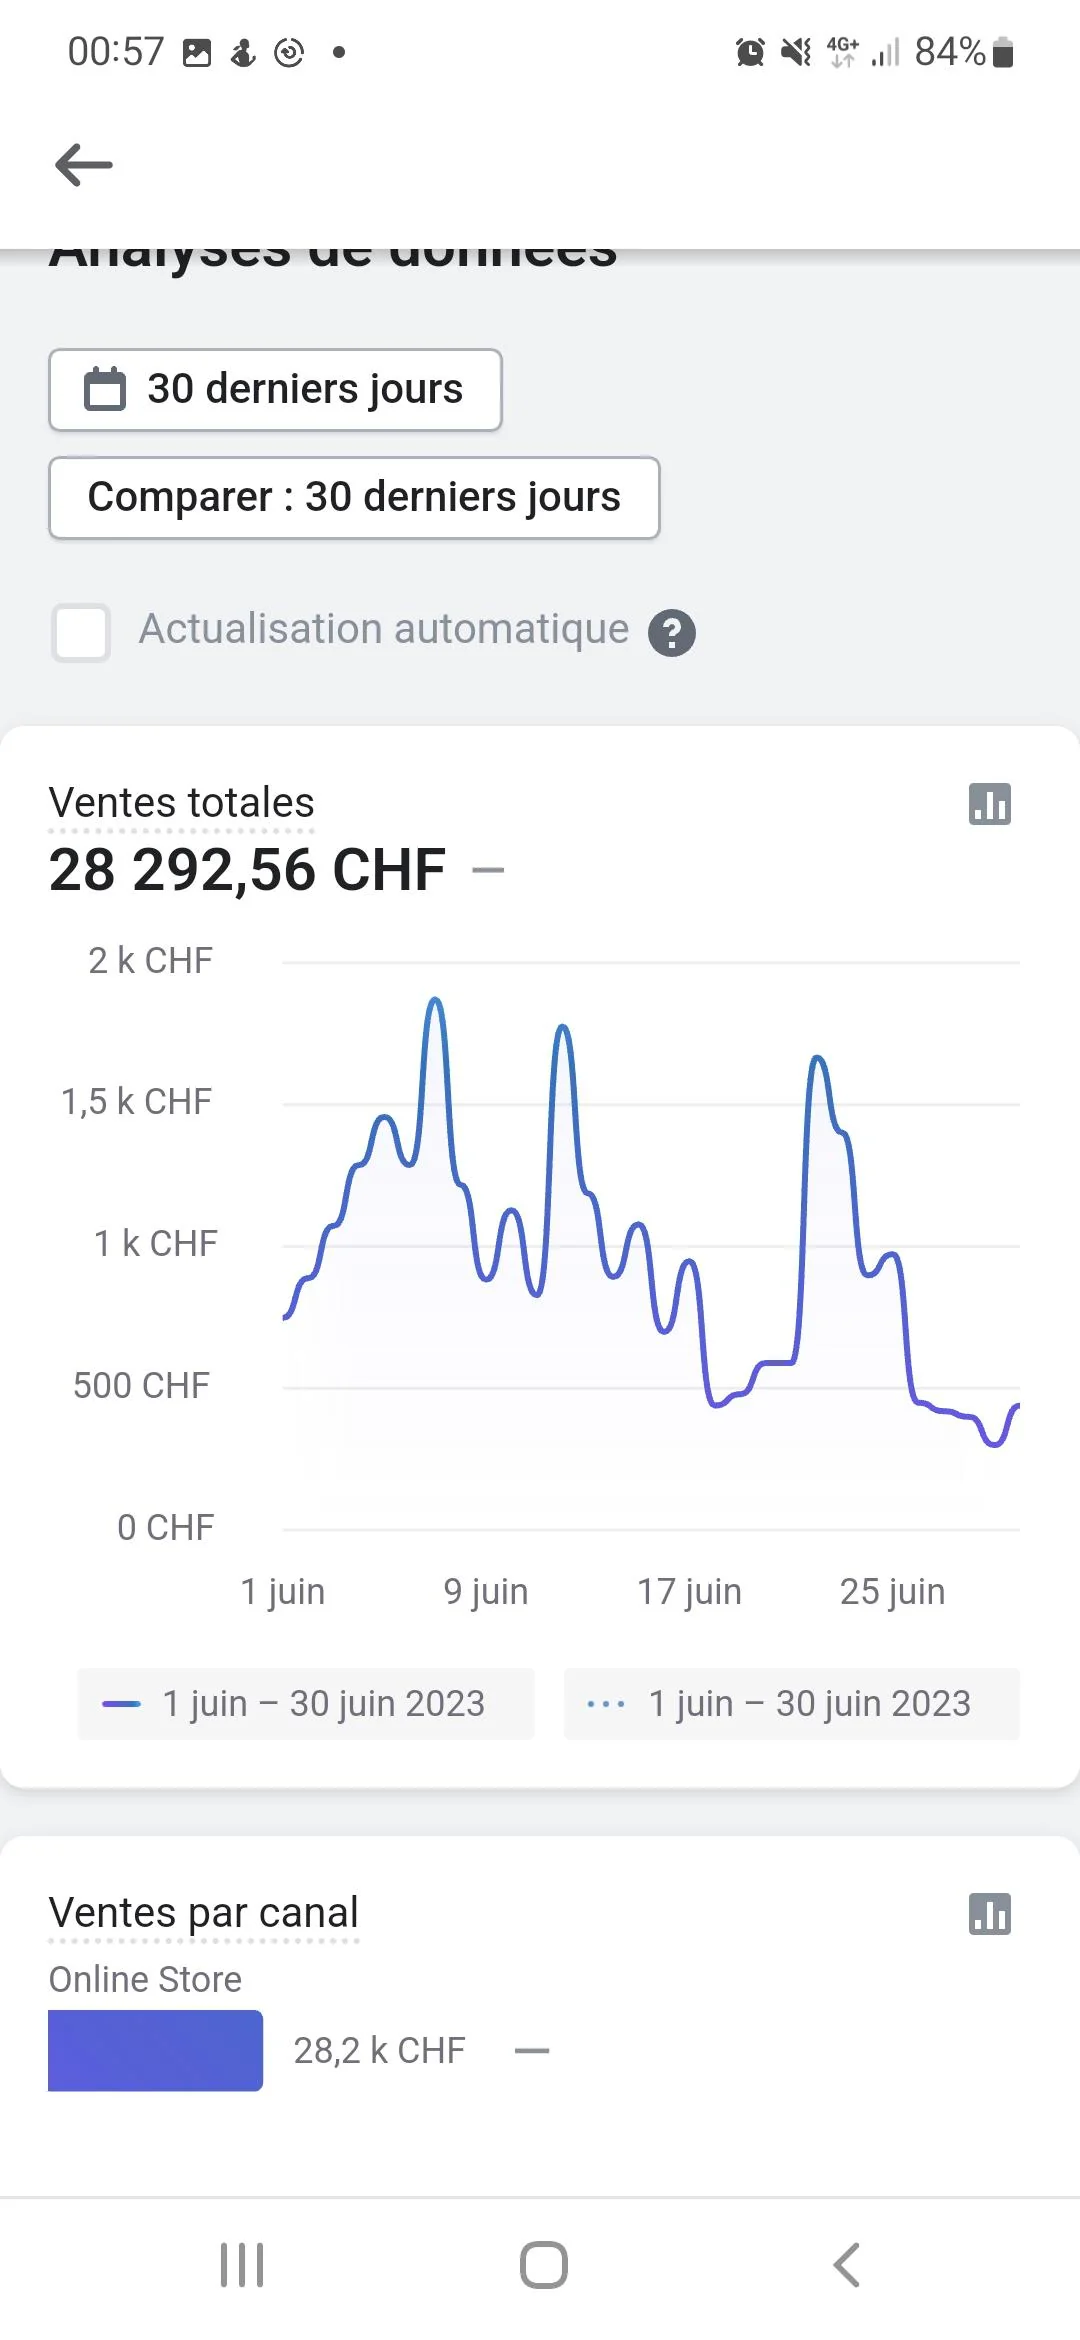 00:57
4G+ 84%
Analyses de données
30 derniers jours
Comparer : 30 derniers jours
Actualisation automatique ?
Ventes totales
28 292,56 CHF —
2 k CHF
1,5 k CHF
1 k CHF
500 CHF
0 CHF
1 juin 9 juin 17 juin 25 juin
1 juin – 30 juin 2023 1 juin – 30 juin 2023
Ventes par canal
Online Store
28,2 k CHF —